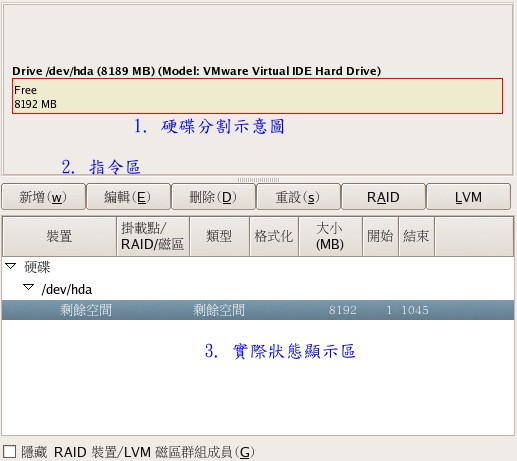 Drive /dev/hda (8189 MB) (Model: VMware Virtual IDE Hard Drive)
Free
8192 MB
1. 硬碟分割示意圖
2. 指令區
新增(w) 編輯(E) 刪除(D) 重設(s) RAID LVM
裝置 掛載點/RAID/磁區 類型 格式化 大小(MB) 開始 結束
硬碟
/dev/hda
剩餘空間 剩餘空間 8192 1 1045
3. 實際狀態顯示區
隱藏 RAID 裝置/LVM 磁區群組成員(G)